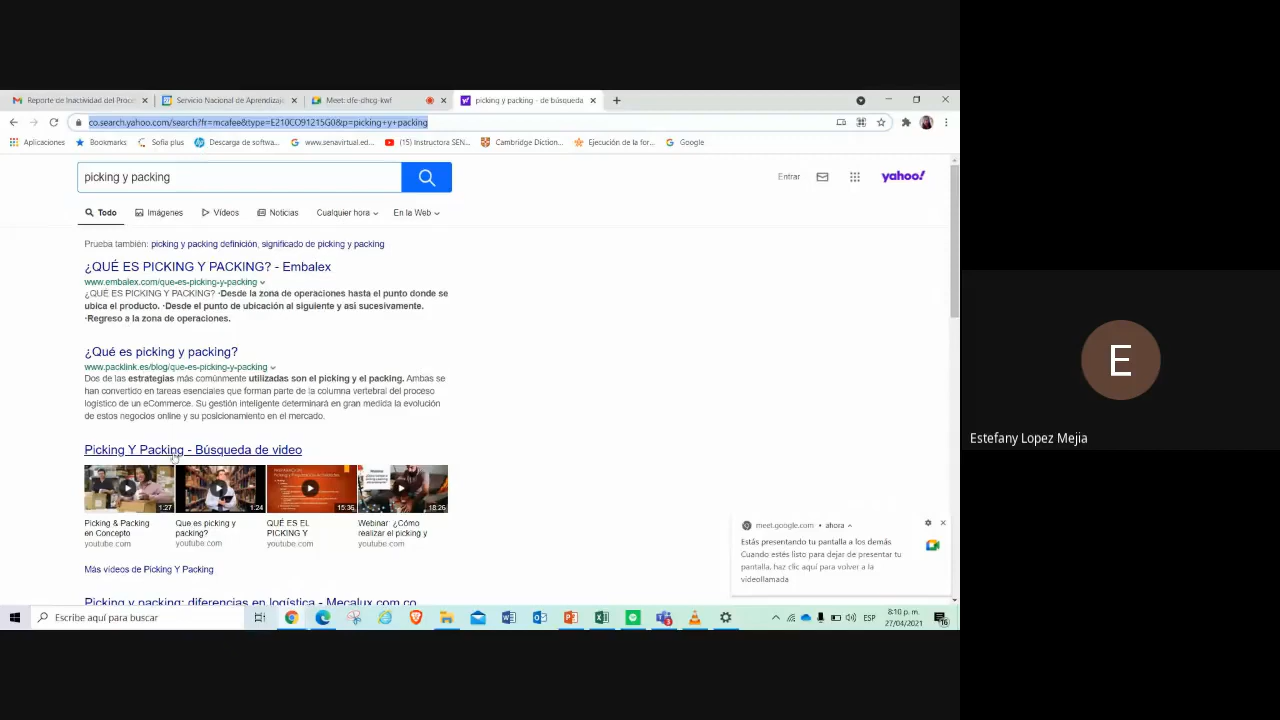 Reporte de Inactividad del Proc
Servicio Nacional de Aprendizaje
Meet: dfe-dhcg-kwf
picking y packing - de búsqueda
co.search.yahoo.com/search?fr=mcafee&type=E210CO91215G0&p=picking+y+packing
Aplicaciones
Bookmarks
Sofia plus
Descarga de softwa...
www.senavirtual.ed...
(15) Instructora SEN...
Cambridge Diction...
Ejecución de la for...
Google
picking y packing
Entrar
yahoo!
Todo
Imágenes
Vídeos
Noticias
Cualquier hora
En la Web
Prueba también: picking y packing definición, significado de picking y packing
¿QUÉ ES PICKING Y PACKING? - Embalex
www.embalex.com/que-es-picking-y-packing
¿QUÉ ES PICKING Y PACKING? ·Desde la zona de operaciones hasta el punto donde se
ubica el producto. ·Desde el punto de ubicación al siguiente y así sucesivamente.
·Regreso a la zona de operaciones.
¿Qué es picking y packing?
www.packlink.es/blog/que-es-picking-y-packing
Dos de las estrategias más comúnmente utilizadas son el picking y el packing. Ambas se
han convertido en tareas esenciales que forman parte de la columna vertebral del proceso
logístico de un eCommerce. Su gestión inteligente determinará en gran medida la evolución
de estos negocios online y su posicionamiento en el mercado.
Picking Y Packing - Búsqueda de video
1:27
1:24
15:36
18:26
Picking & Packing
en Concepto
youtube.com
Que es picking y
packing?
youtube.com
QUÉ ES EL
PICKING Y
youtube.com
Webinar: ¿Cómo
realizar el picking y
youtube.com
Más vídeos de Picking Y Packing
Picking y packing: diferencias en logística - Mecalux.com.co
meet.google.com • ahora
Estás presentando tu pantalla a los demás
Cuando estés listo para dejar de presentar tu
pantalla, haz clic aquí para volver a la
videollamada
Escribe aquí para buscar
ESP
8:10 p. m.
27/04/2021
16
E
Estefany Lopez Mejia